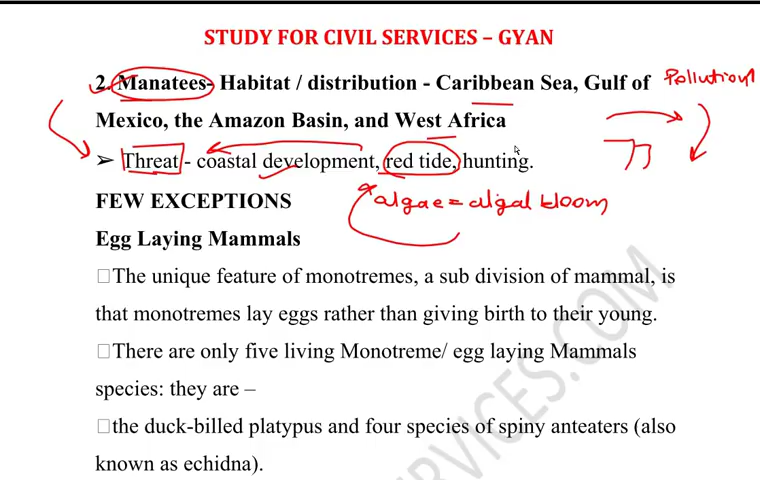 STUDY FOR CIVIL SERVICES – GYAN
2. Manatees- Habitat / distribution - Caribbean Sea, Gulf of Pollution
Mexico, the Amazon Basin, and West Africa
➢ Threat - coastal development, red tide, hunting.
FEW EXCEPTIONS algae = algal bloom
Egg Laying Mammals
□The unique feature of monotremes, a sub division of mammal, is
that monotremes lay eggs rather than giving birth to their young.
□There are only five living Monotreme/ egg laying Mammals
species: they are –
□the duck-billed platypus and four species of spiny anteaters (also
known as echidna).